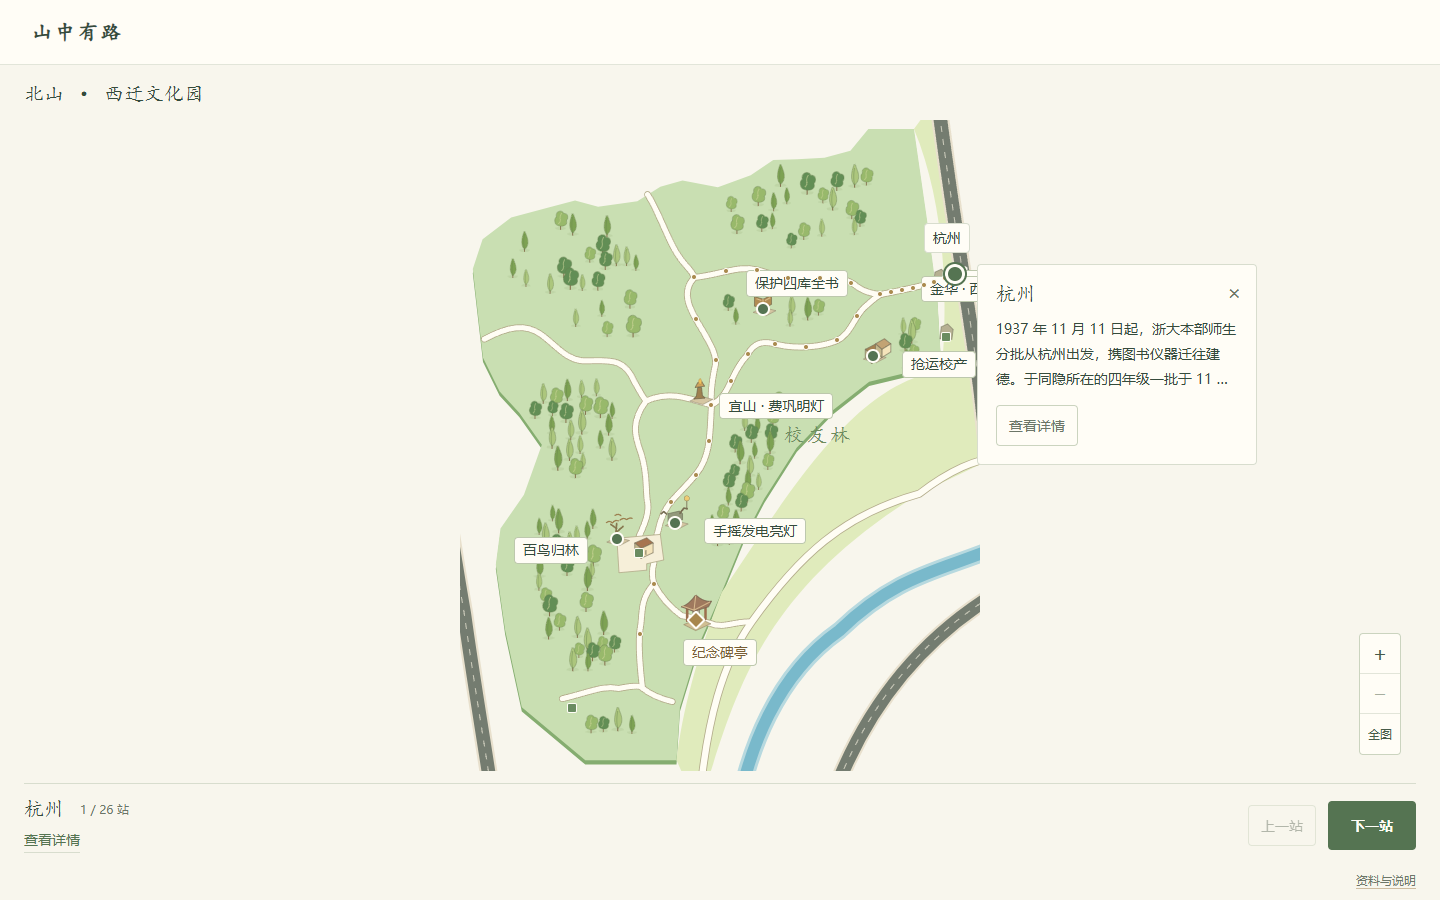 山中有路
北山 • 西迁文化园
杭州
保护四库全书
金华·西
杭州
×
1937 年 11 月 11 日起，浙大本部师生
分批从杭州出发，携图书仪器迁往建
德。于同隐所在的四年级一批于 11 ...
查看详情
抢运校产
宜山·费巩明灯
校友林
手摇发电亮灯
百鸟归林
纪念碑亭
+
−
全图
杭州 1 / 26 站
查看详情
上一站
下一站
资料与说明